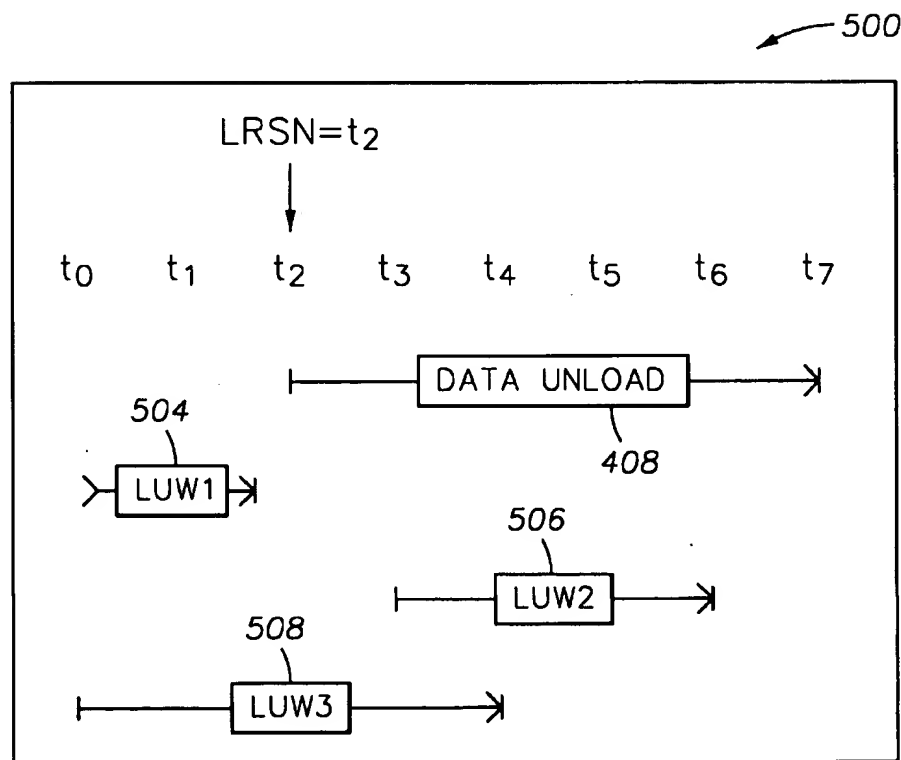 500
LRSN=t2
t0 t1 t2 t3 t4 t5 t6 t7
DATA UNLOAD
504
408
LUW1
506
LUW2
508
LUW3